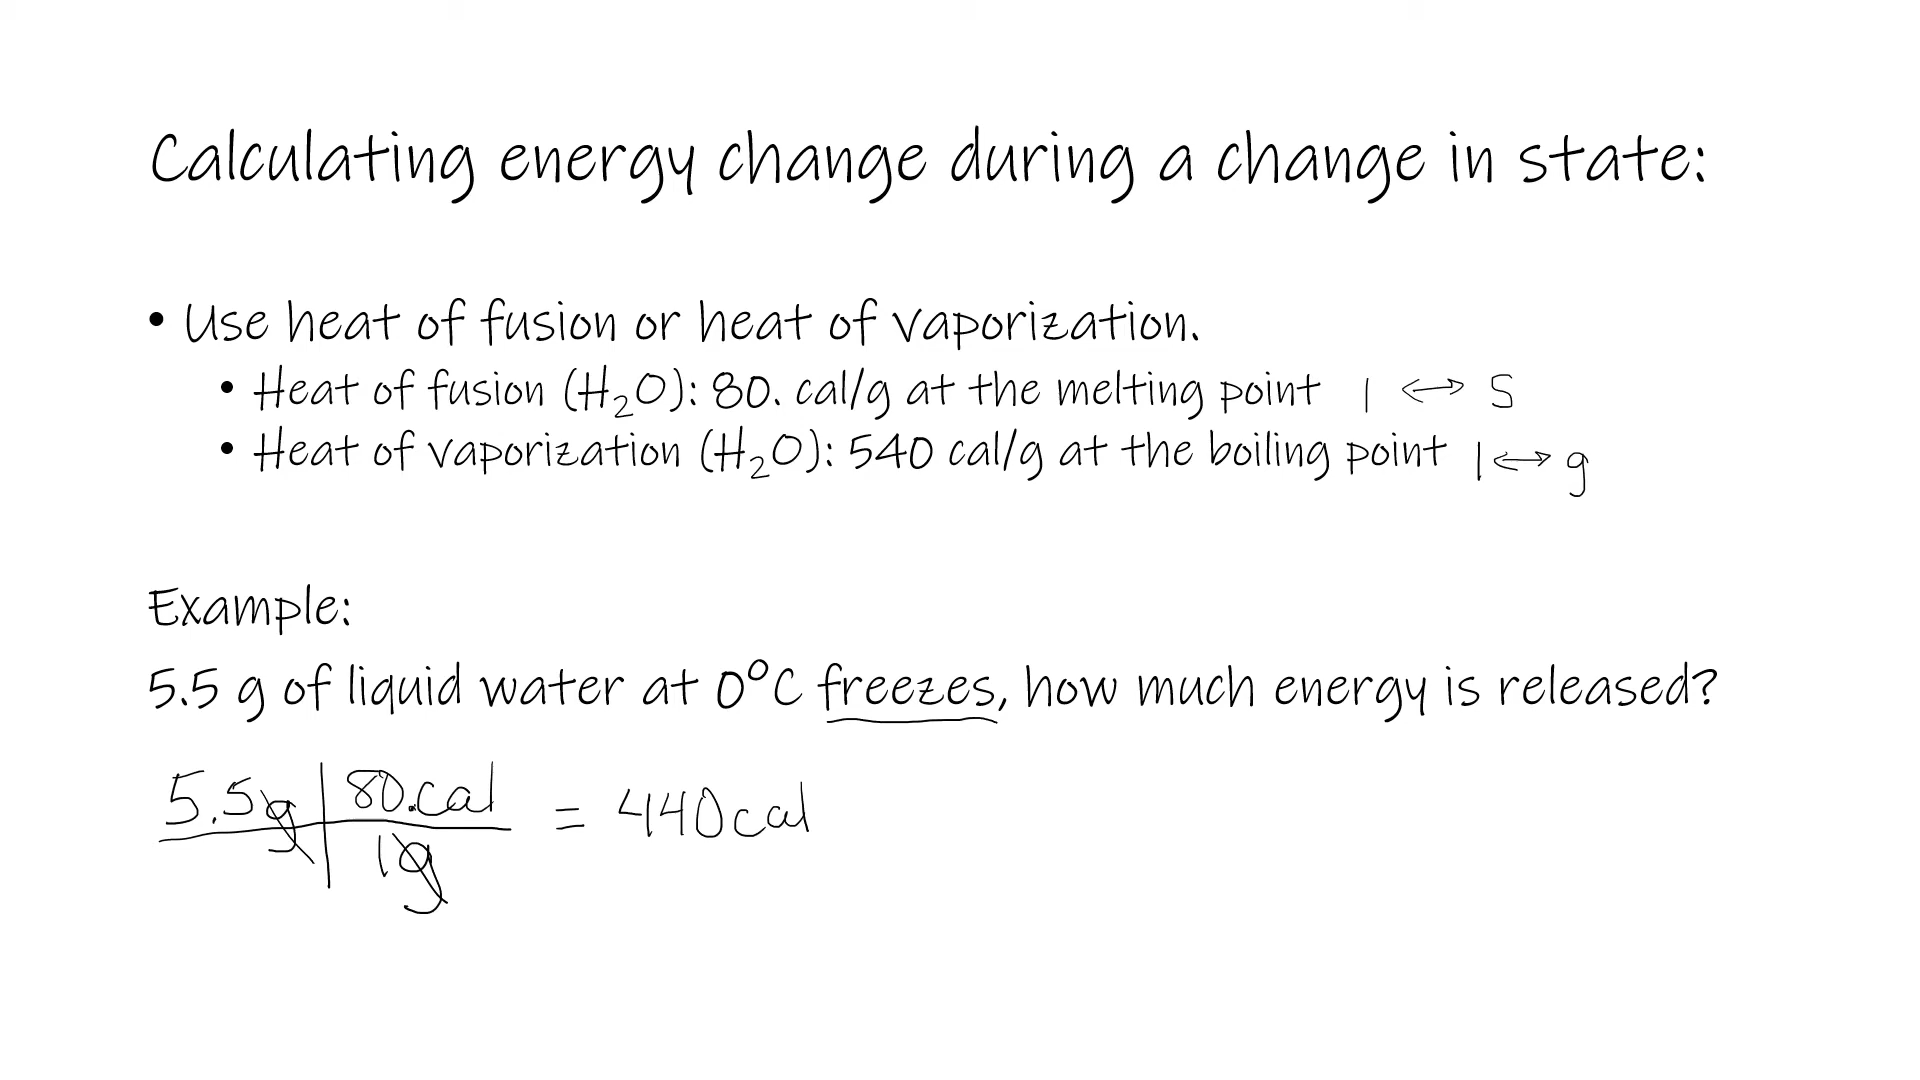 Calculating energy change during a change in state:
• Use heat of fusion or heat of vaporization.
• Heat of fusion (H₂O): 80. cal/g at the melting point l ↔ s
• Heat of vaporization (H₂O): 540 cal/g at the boiling point l ↔ g
Example:
5.5 g of liquid water at 0°C freezes, how much energy is released?
5.5g | 80.cal = 440cal
1g